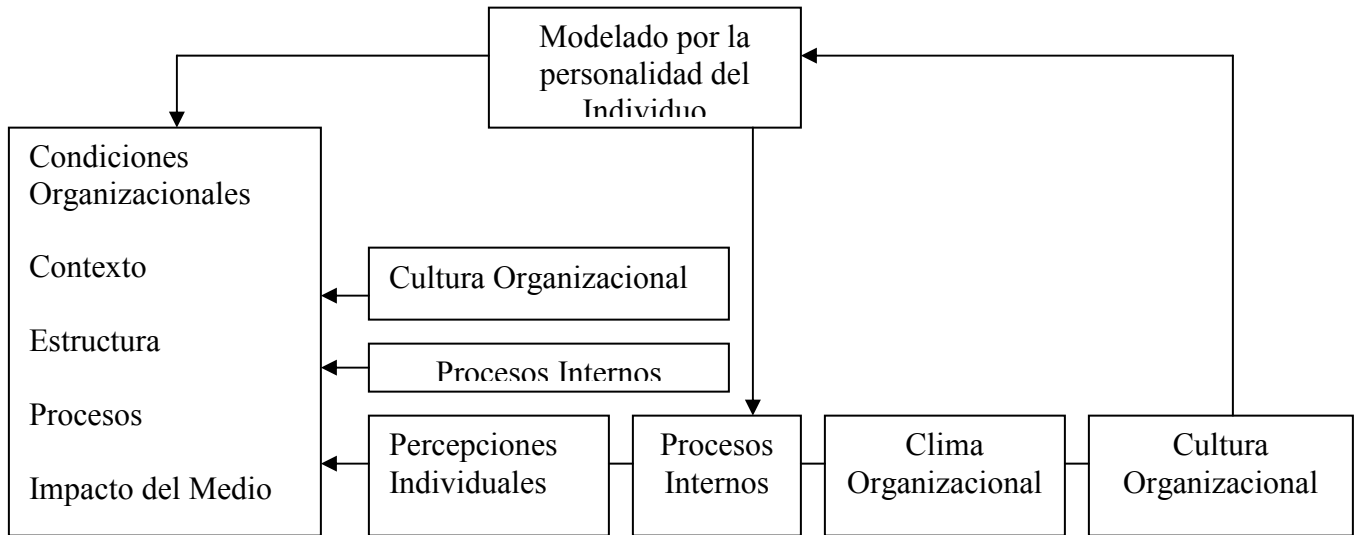 Modelado por la
personalidad del
Individuo
Condiciones
Organizacionales
Contexto
Estructura
Procesos
Impacto del Medio
Cultura Organizacional
Procesos Internos
Percepciones
Individuales
Procesos
Internos
Clima
Organizacional
Cultura
Organizacional